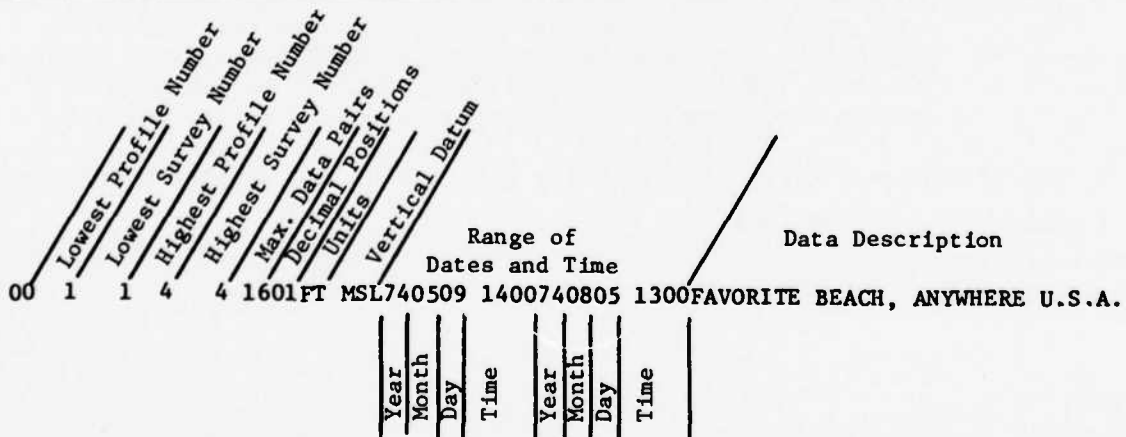 Lowest Profile Number
Lowest Survey Number
Highest Profile Number
Highest Survey Number
Max. Data Pairs
Decimal Positions
Units
Vertical Datum
Range of
Dates and Time
Data Description
00 1 1 4 4 1601FT MSL740509 1400740805 1300FAVORITE BEACH, ANYWHERE U.S.A.
Year
Month
Day
Time
Year
Month
Day
Time